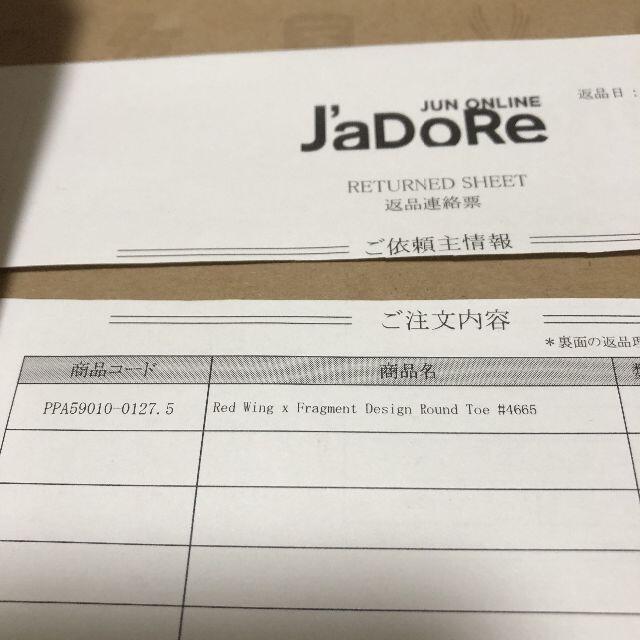 JUN ONLINE
J'aDoRe
返品日：
RETURNED SHEET
返品連絡票
ご依頼主情報
ご注文内容
*裏面の返品理
商品コード 商品名
PPA59010-0127.5 Red Wing x Fragment Design Round Toe #4665